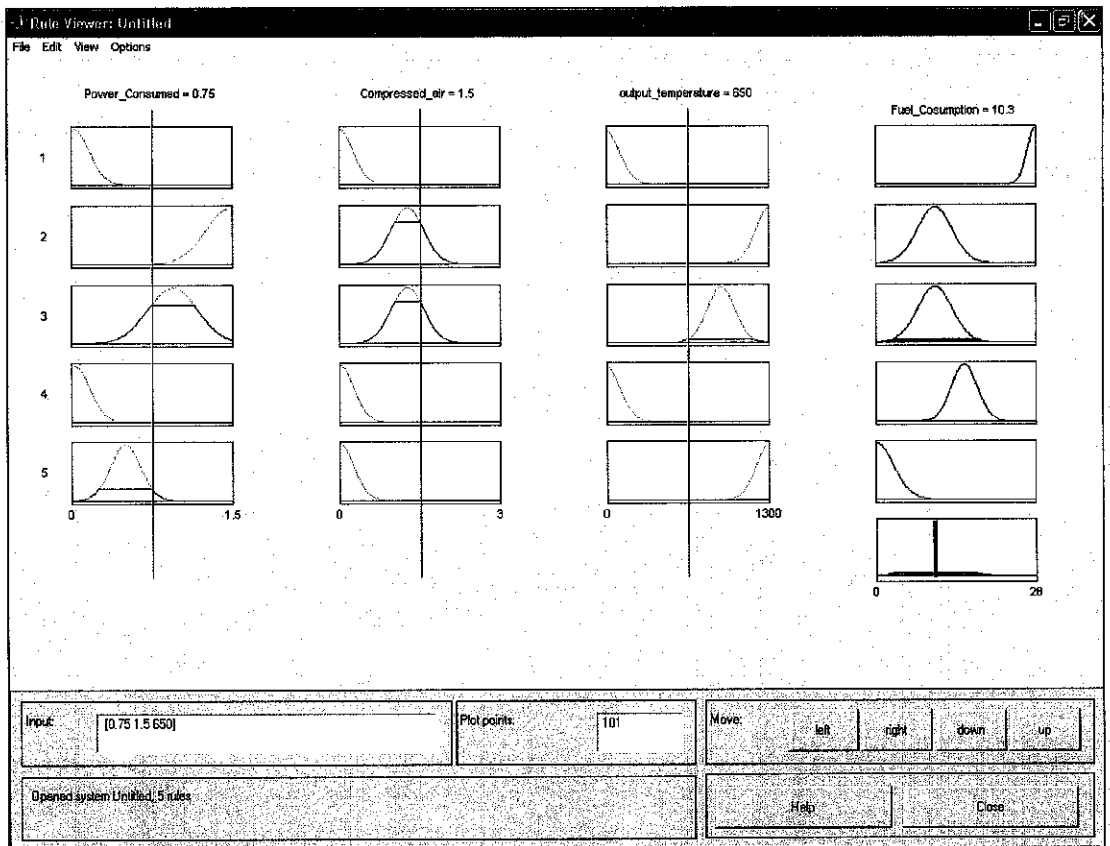 Rule Viewer: Untitled
File Edit View Options
Power_Consumed = 0.75
Compressed_air = 1.5
output_temperature = 650
Fuel_Cosumption = 10.3
1
2
3
4
5
0 1.5
0 3
0 1300
0 28
Input: [0.75 1.5 650]
Plot points: 101
Move: left right down up
Opened system Untitled, 5 rules
Help Close